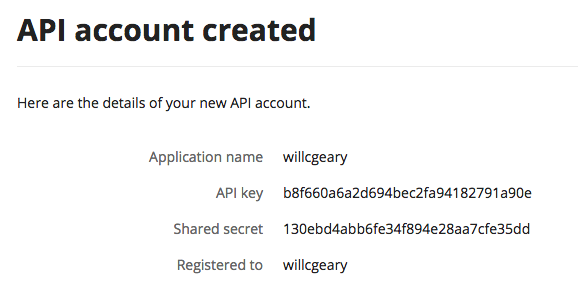 API account created
Here are the details of your new API account.
Application name willcgeary
API key b8f660a6a2d694bec2fa94182791a90e
Shared secret 130ebd4abb6fe34f894e28aa7cfe35dd
Registered to willcgeary